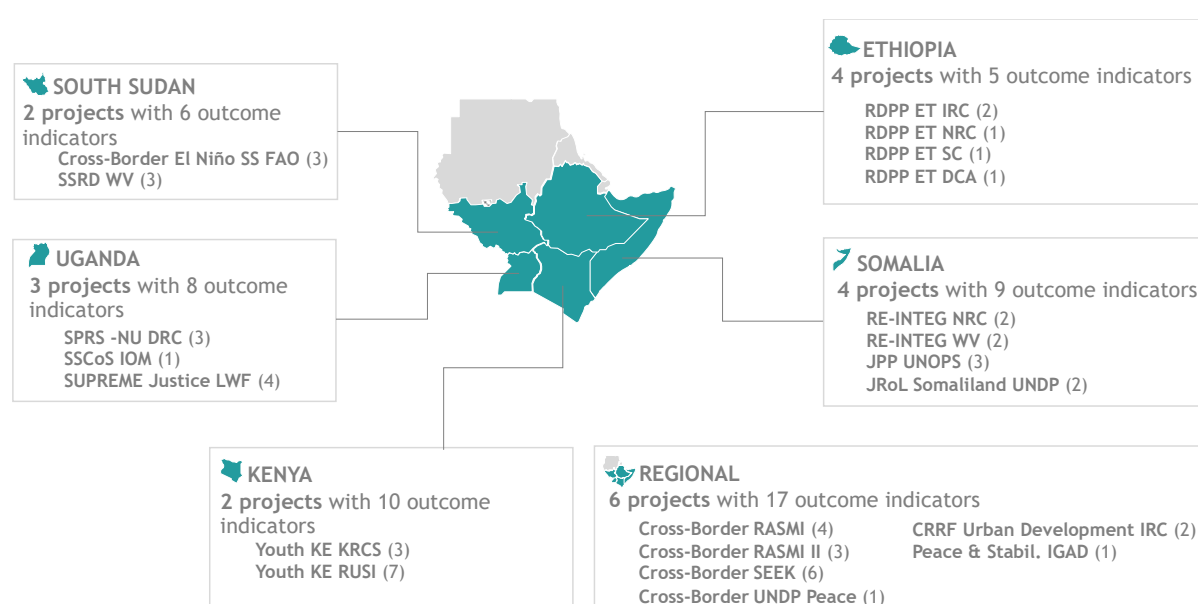 SOUTH SUDAN
2 projects with 6 outcome
indicators
Cross-Border El Niño SS FAO (3)
SSRD WV (3)
UGANDA
3 projects with 8 outcome
indicators
SPRS -NU DRC (3)
SSCoS IOM (1)
SUPREME Justice LWF (4)
KENYA
2 projects with 10 outcome
indicators
Youth KE KRCS (3)
Youth KE RUSI (7)
ETHIOPIA
4 projects with 5 outcome indicators
RDPP ET IRC (2)
RDPP ET NRC (1)
RDPP ET SC (1)
RDPP ET DCA (1)
SOMALIA
4 projects with 9 outcome indicators
RE-INTEG NRC (2)
RE-INTEG WV (2)
JPP UNOPS (3)
JRoL Somaliland UNDP (2)
REGIONAL
6 projects with 17 outcome indicators
Cross-Border RASMI (4)
Cross-Border RASMI II (3)
Cross-Border SEEK (6)
Cross-Border UNDP Peace (1)
CRRF Urban Development IRC (2)
Peace & Stabil. IGAD (1)